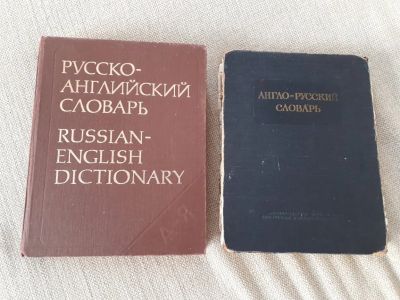 РУССКО-
АНГЛИЙСКИЙ
СЛОВАРЬ
RUSSIAN-
ENGLISH
DICTIONARY
А-Я
АНГЛО-РУССКИЙ
СЛОВАРЬ